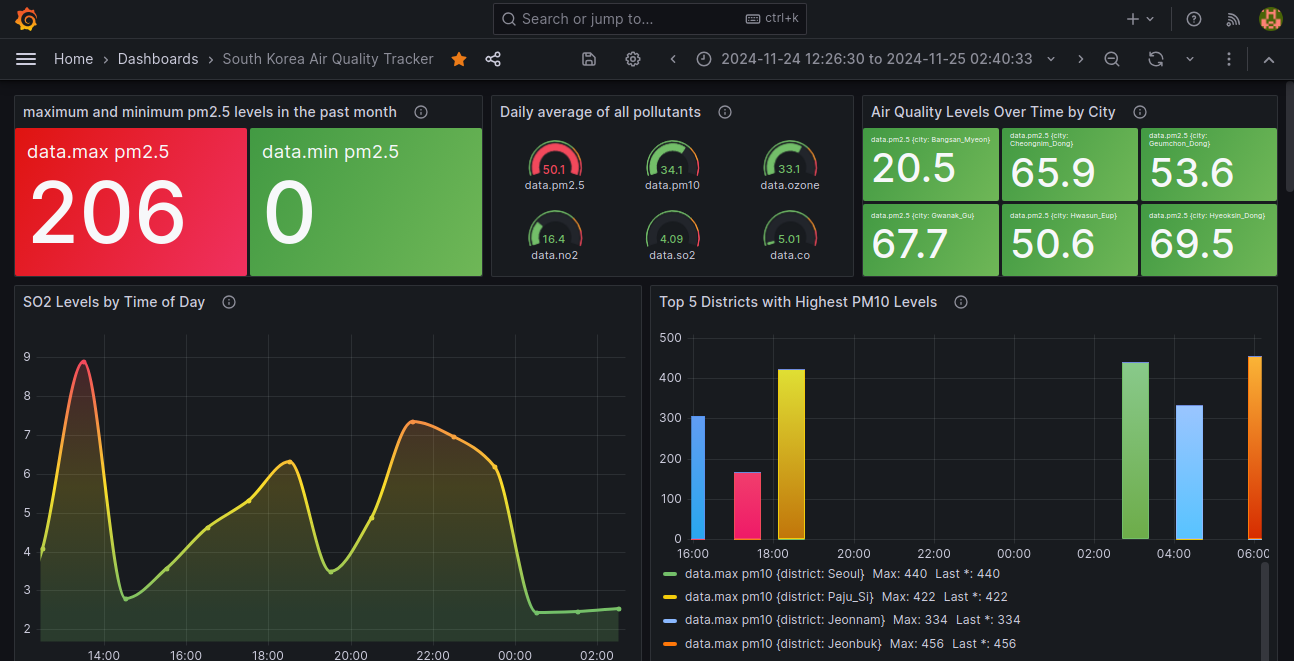 Search or jump to... ctrl+k
Home › Dashboards › South Korea Air Quality Tracker 2024-11-24 12:26:30 to 2024-11-25 02:40:33
maximum and minimum pm2.5 levels in the past month
data.max pm2.5
206
data.min pm2.5
0
Daily average of all pollutants
50.1
data.pm2.5
34.1
data.pm10
33.1
data.ozone
16.4
data.no2
4.09
data.so2
5.01
data.co
Air Quality Levels Over Time by City
data.pm2.5 {city: Bangsan_Myeon}
20.5
data.pm2.5 {city:
Cheongnim_Dong}
65.9
data.pm2.5 {city:
Geumchon_Dong}
53.6
data.pm2.5 {city: Gwanak_Gu}
67.7
data.pm2.5 {city: Hwasun_Eup}
50.6
data.pm2.5 {city: Hyeoksin_Dong}
69.5
SO2 Levels by Time of Day
9
8
7
6
5
4
3
2
14:00 16:00 18:00 20:00 22:00 00:00 02:00
Top 5 Districts with Highest PM10 Levels
500
400
300
200
100
0
16:00 18:00 20:00 22:00 00:00 02:00 04:00 06:00
data.max pm10 {district: Seoul} Max: 440 Last *: 440
data.max pm10 {district: Paju_Si} Max: 422 Last *: 422
data.max pm10 {district: Jeonnam} Max: 334 Last *: 334
data.max pm10 {district: Jeonbuk} Max: 456 Last *: 456